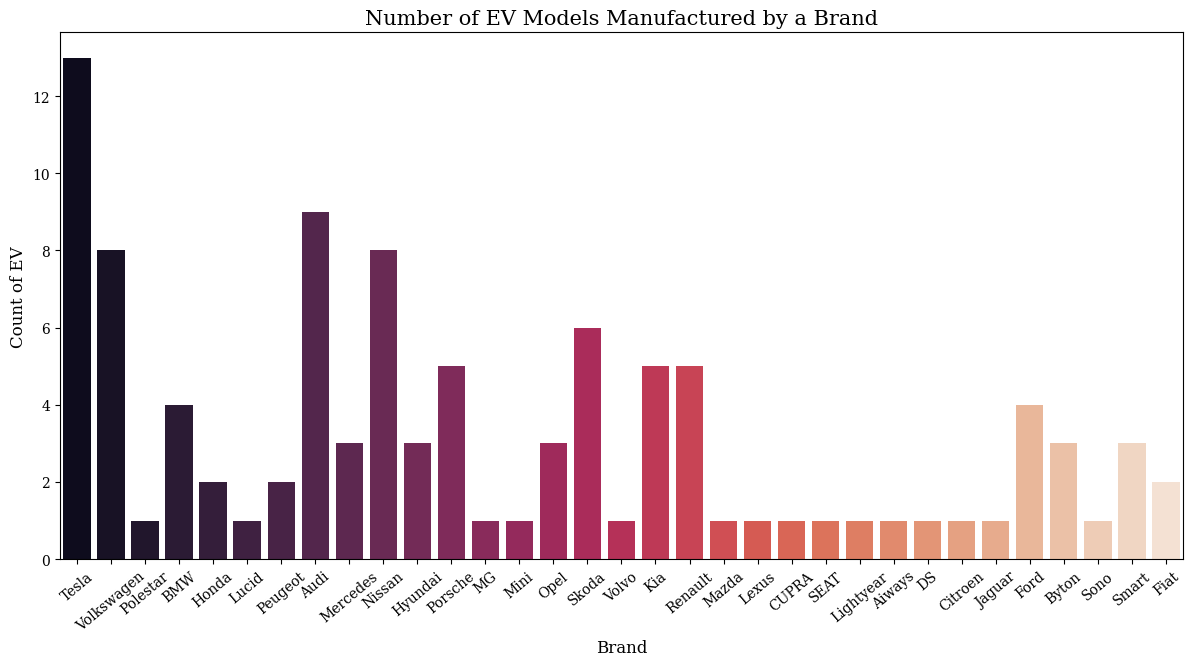 Number of EV Models Manufactured by a Brand
Count of EV
12
10
8
6
4
2
0
Tesla
Volkswagen
Polestar
BMW
Honda
Lucid
Peugeot
Audi
Mercedes
Nissan
Hyundai
Porsche
MG
Mini
Opel
Skoda
Volvo
Kia
Renault
Mazda
Lexus
CUPRA
SEAT
Lightyear
Aiways
DS
Citroen
Jaguar
Ford
Byton
Sono
Smart
Fiat
Brand